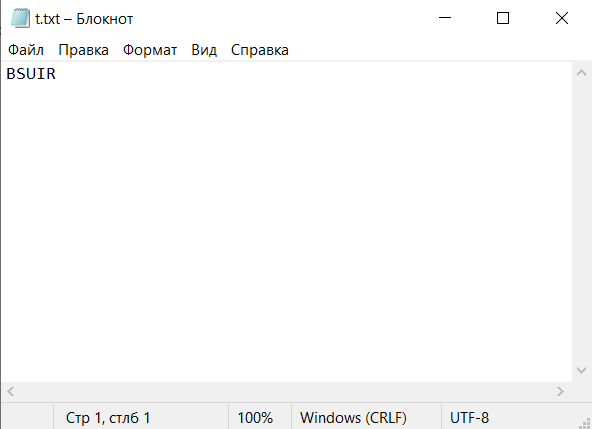 t.txt – Блокнот
Файл Правка Формат Вид Справка
BSUIR
Стр 1, стлб 1 100% Windows (CRLF) UTF-8